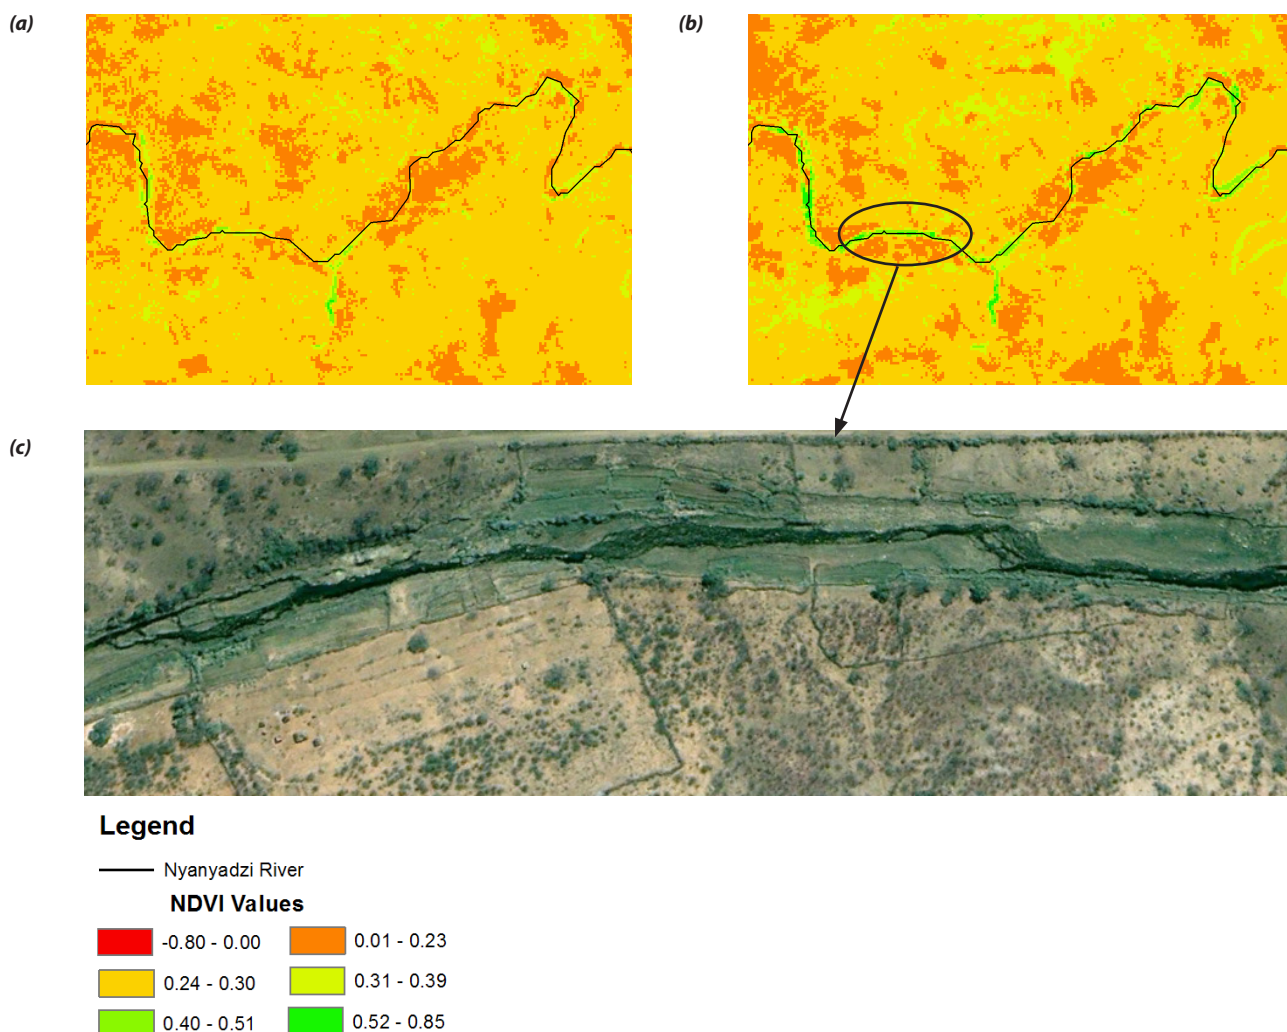 (a)
(b)
(c)
Legend
Nyanyadzi River
NDVI Values
-0.80 - 0.00
0.01 - 0.23
0.24 - 0.30
0.31 - 0.39
0.40 - 0.51
0.52 - 0.85